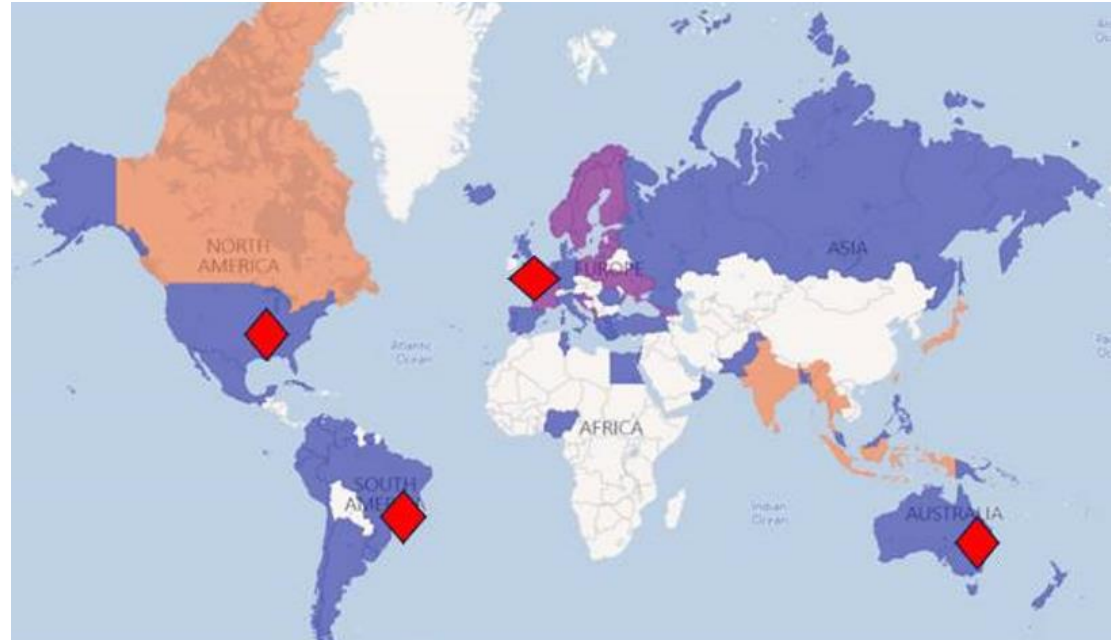 NORTH
AMERICA
ASIA
EUROPE
Atlantic
Ocean
AFRICA
SOUTH
AMERICA
Indian
Ocean
AUSTRALIA